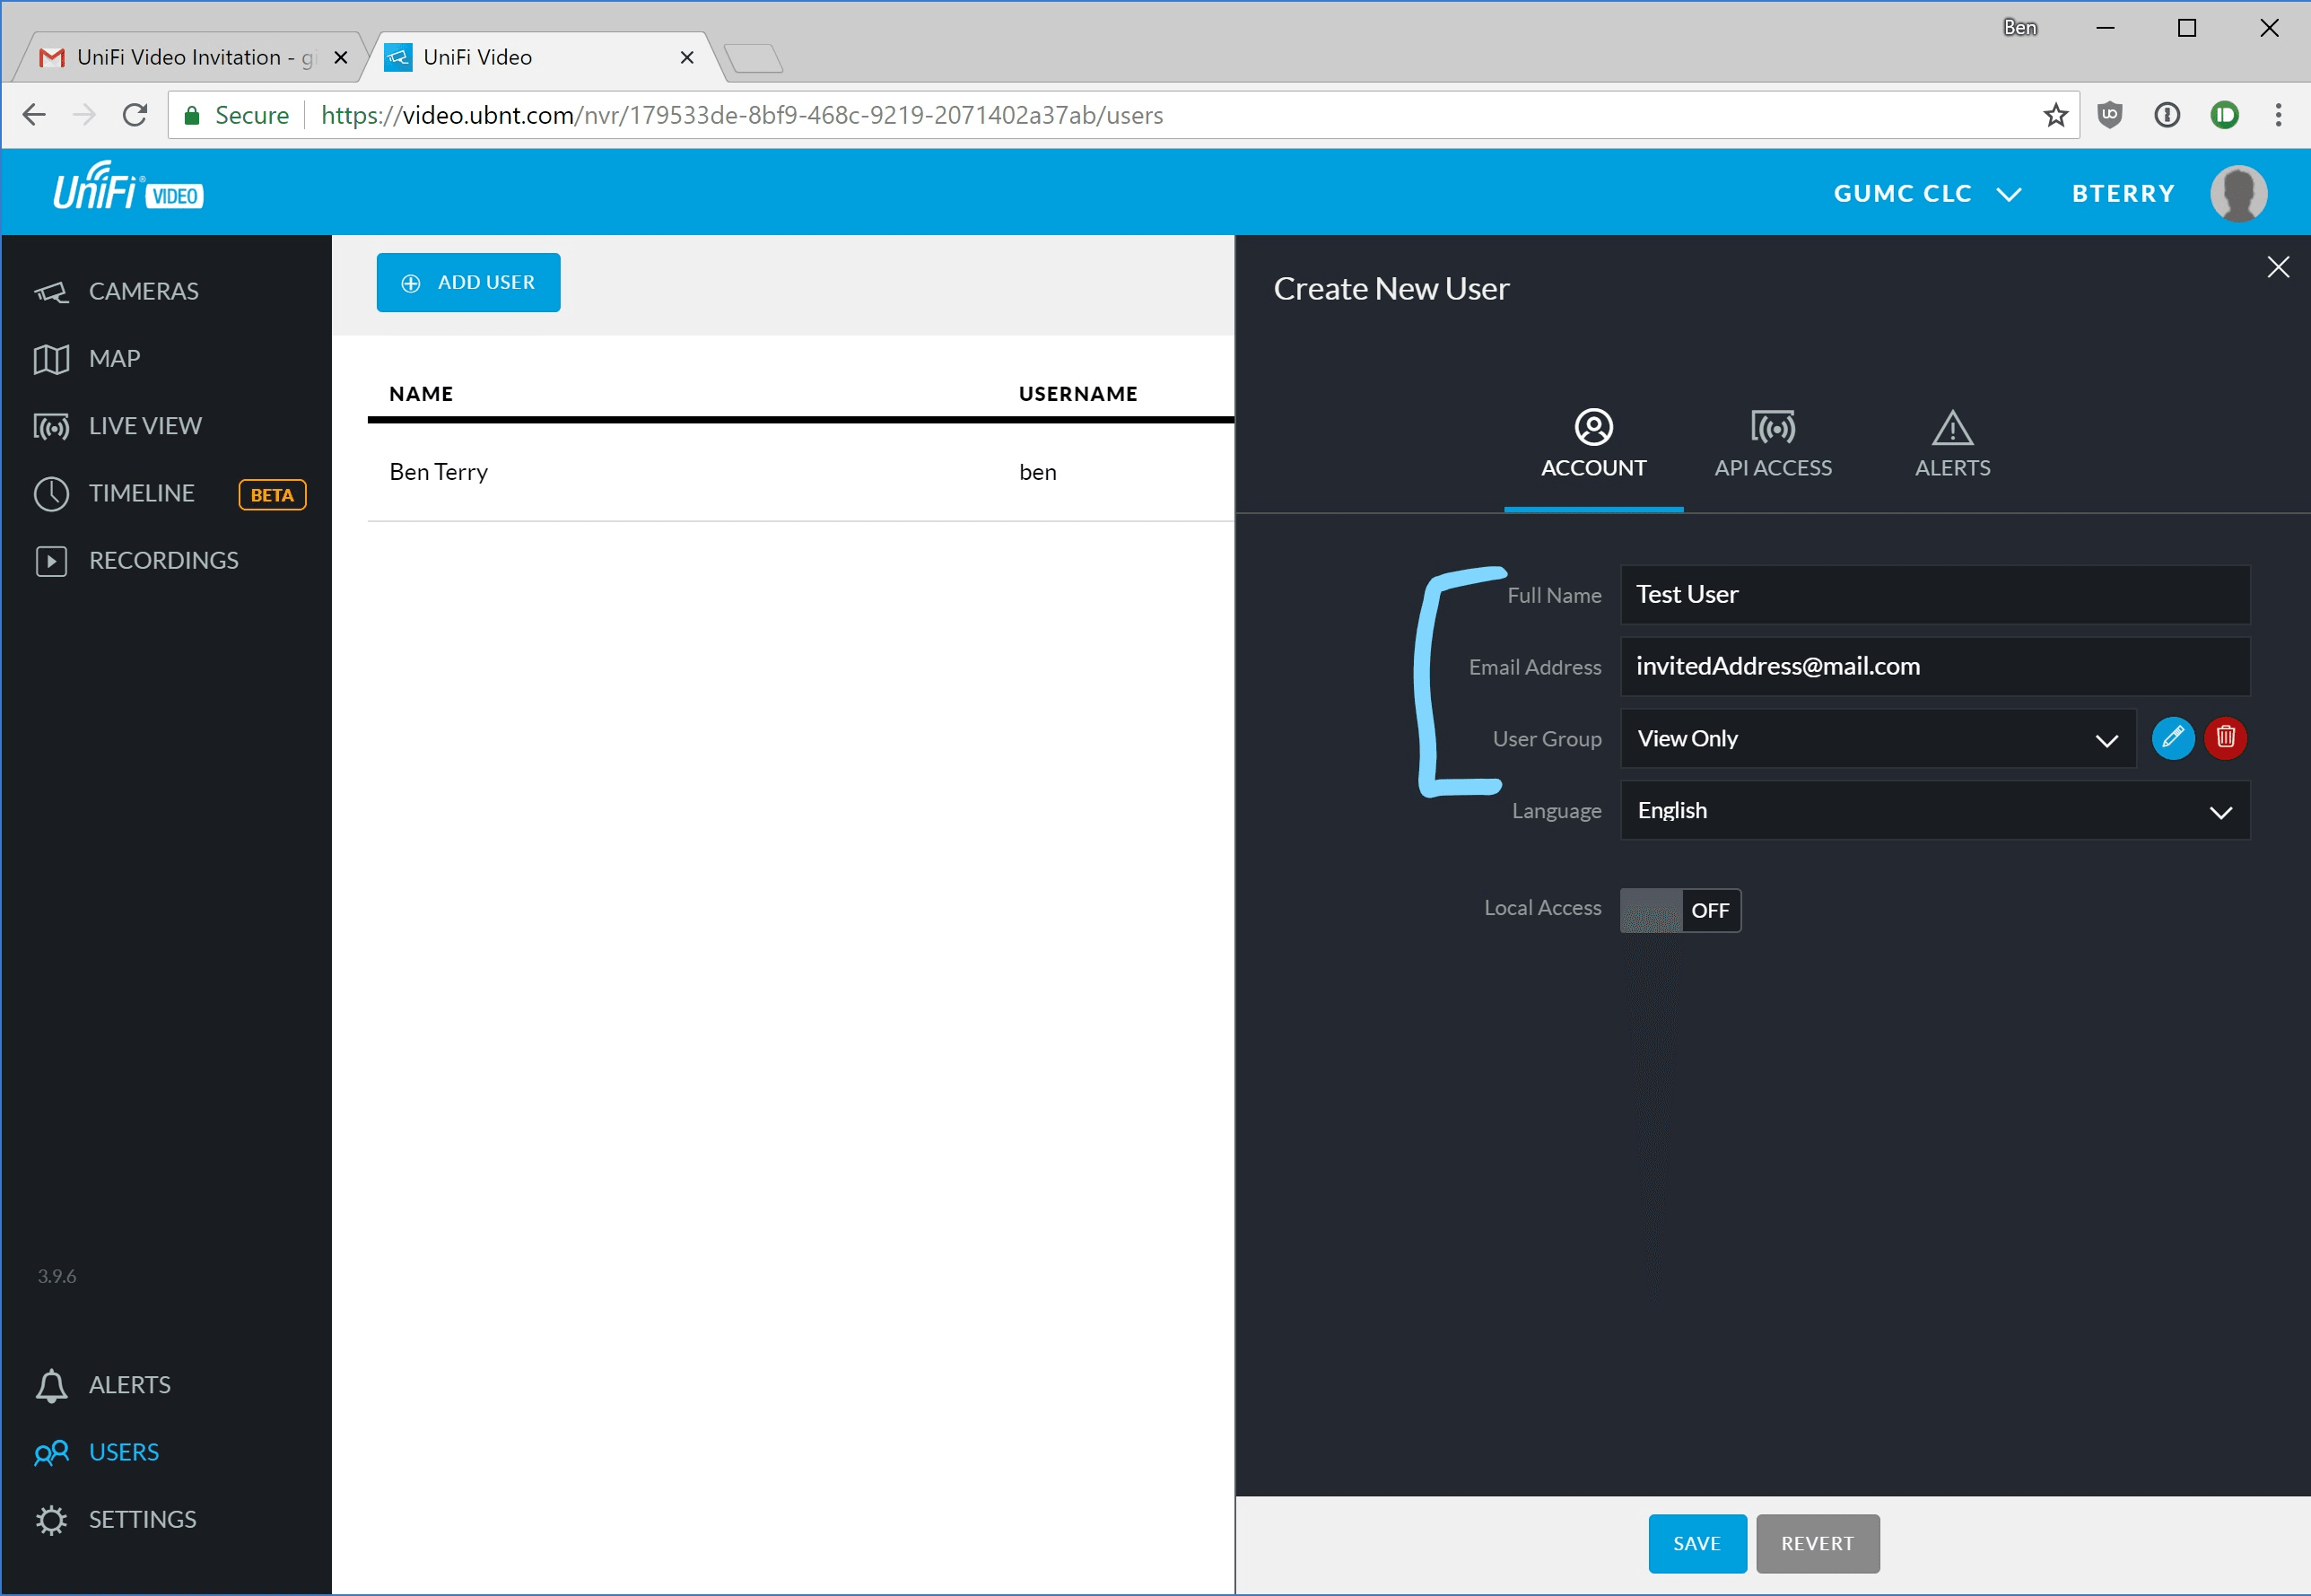 Ben
UniFi Video Invitation - g
UniFi Video
Secure
https://video.ubnt.com/nvr/179533de-8bf9-468c-9219-2071402a37ab/users
UniFi VIDEO
GUMC CLC
BTERRY
CAMERAS
MAP
LIVE VIEW
TIMELINE BETA
RECORDINGS
3.9.6
ALERTS
USERS
SETTINGS
ADD USER
NAME USERNAME
Ben Terry ben
Create New User
ACCOUNT API ACCESS ALERTS
Full Name Test User
Email Address invitedAddress@mail.com
User Group View Only
Language English
Local Access OFF
SAVE REVERT